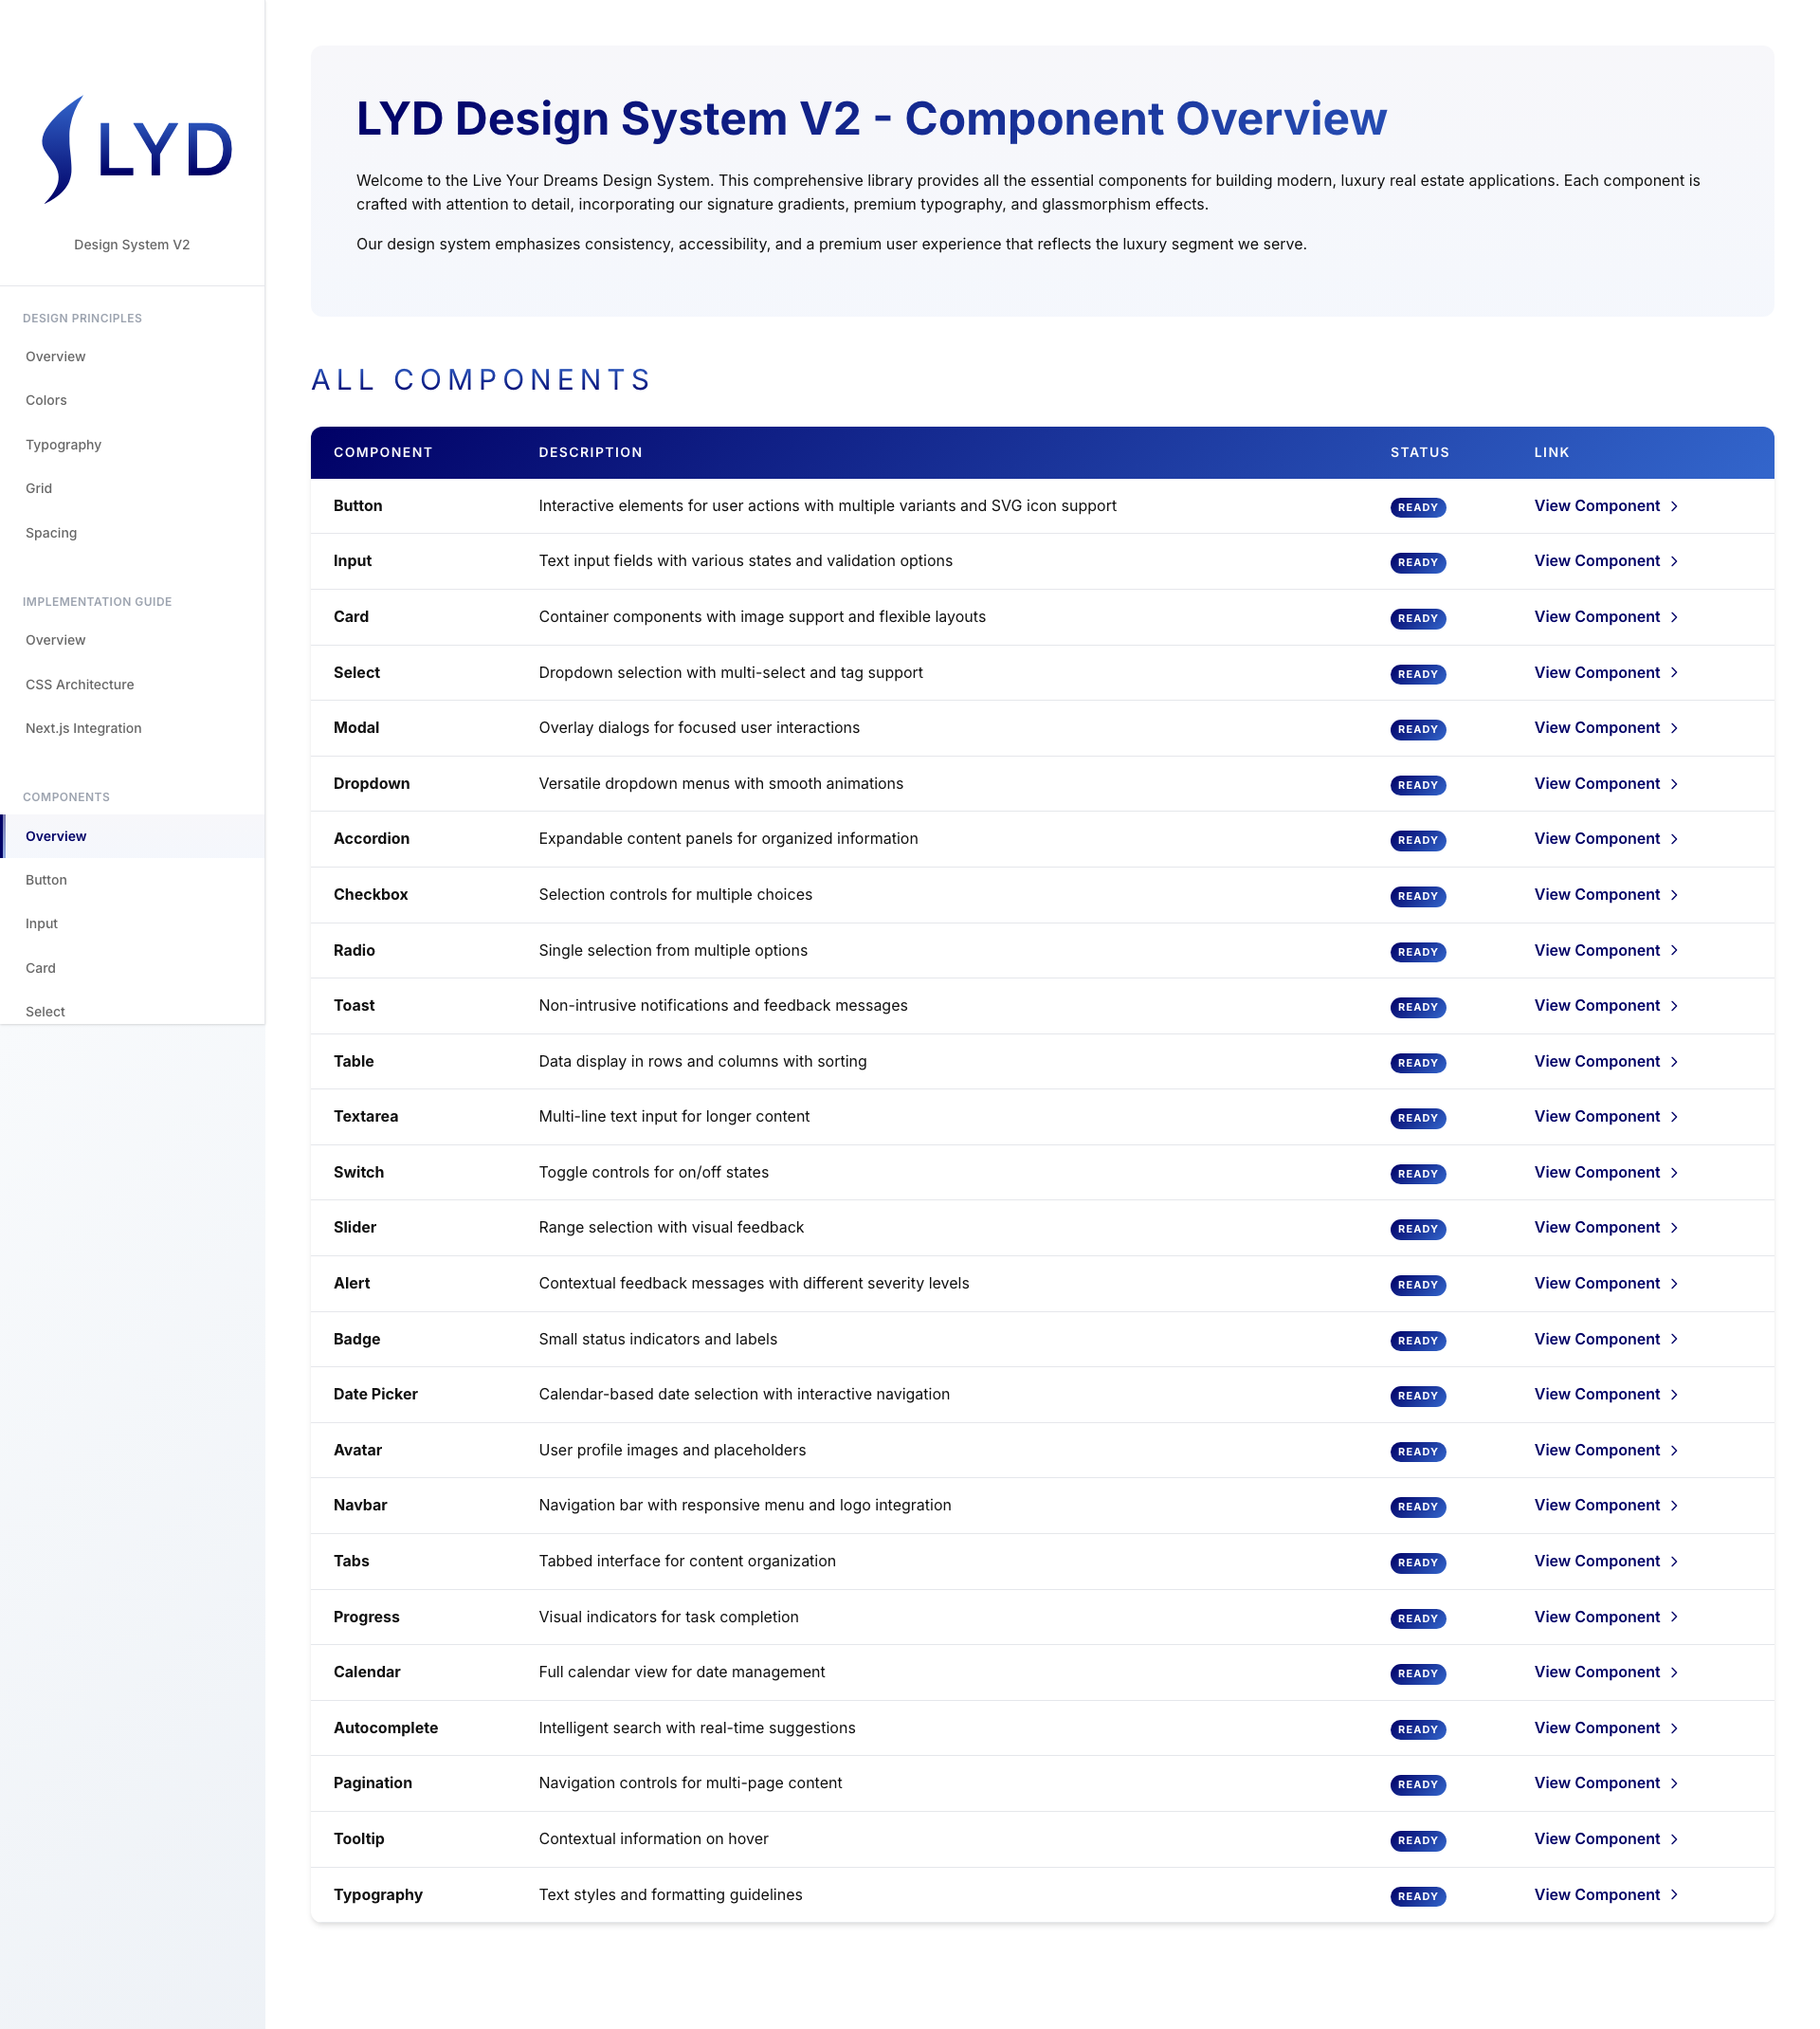 LYD
Design System V2
DESIGN PRINCIPLES
Overview
Colors
Typography
Grid
Spacing
IMPLEMENTATION GUIDE
Overview
CSS Architecture
Next.js Integration
COMPONENTS
Overview
Button
Input
Card
Select
LYD Design System V2 - Component Overview
Welcome to the Live Your Dreams Design System. This comprehensive library provides all the essential components for building modern, luxury real estate applications. Each component is
crafted with attention to detail, incorporating our signature gradients, premium typography, and glassmorphism effects.
Our design system emphasizes consistency, accessibility, and a premium user experience that reflects the luxury segment we serve.
ALL COMPONENTS
COMPONENT DESCRIPTION STATUS LINK
Button Interactive elements for user actions with multiple variants and SVG icon support READY View Component
Input Text input fields with various states and validation options READY View Component
Card Container components with image support and flexible layouts READY View Component
Select Dropdown selection with multi-select and tag support READY View Component
Modal Overlay dialogs for focused user interactions READY View Component
Dropdown Versatile dropdown menus with smooth animations READY View Component
Accordion Expandable content panels for organized information READY View Component
Checkbox Selection controls for multiple choices READY View Component
Radio Single selection from multiple options READY View Component
Toast Non-intrusive notifications and feedback messages READY View Component
Table Data display in rows and columns with sorting READY View Component
Textarea Multi-line text input for longer content READY View Component
Switch Toggle controls for on/off states READY View Component
Slider Range selection with visual feedback READY View Component
Alert Contextual feedback messages with different severity levels READY View Component
Badge Small status indicators and labels READY View Component
Date Picker Calendar-based date selection with interactive navigation READY View Component
Avatar User profile images and placeholders READY View Component
Navbar Navigation bar with responsive menu and logo integration READY View Component
Tabs Tabbed interface for content organization READY View Component
Progress Visual indicators for task completion READY View Component
Calendar Full calendar view for date management READY View Component
Autocomplete Intelligent search with real-time suggestions READY View Component
Pagination Navigation controls for multi-page content READY View Component
Tooltip Contextual information on hover READY View Component
Typography Text styles and formatting guidelines READY View Component